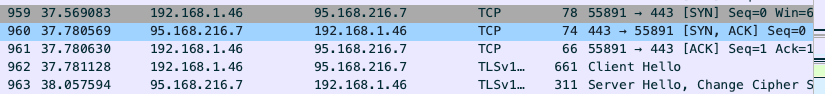 959 37.569083 192.168.1.46 95.168.216.7 TCP 78 55891 → 443 [SYN] Seq=0 Win=6
960 37.780569 95.168.216.7 192.168.1.46 TCP 74 443 → 55891 [SYN, ACK] Seq=0
961 37.780630 192.168.1.46 95.168.216.7 TCP 66 55891 → 443 [ACK] Seq=1 Ack=1
962 37.781128 192.168.1.46 95.168.216.7 TLSv1… 661 Client Hello
963 38.057594 95.168.216.7 192.168.1.46 TLSv1… 311 Server Hello, Change Cipher S